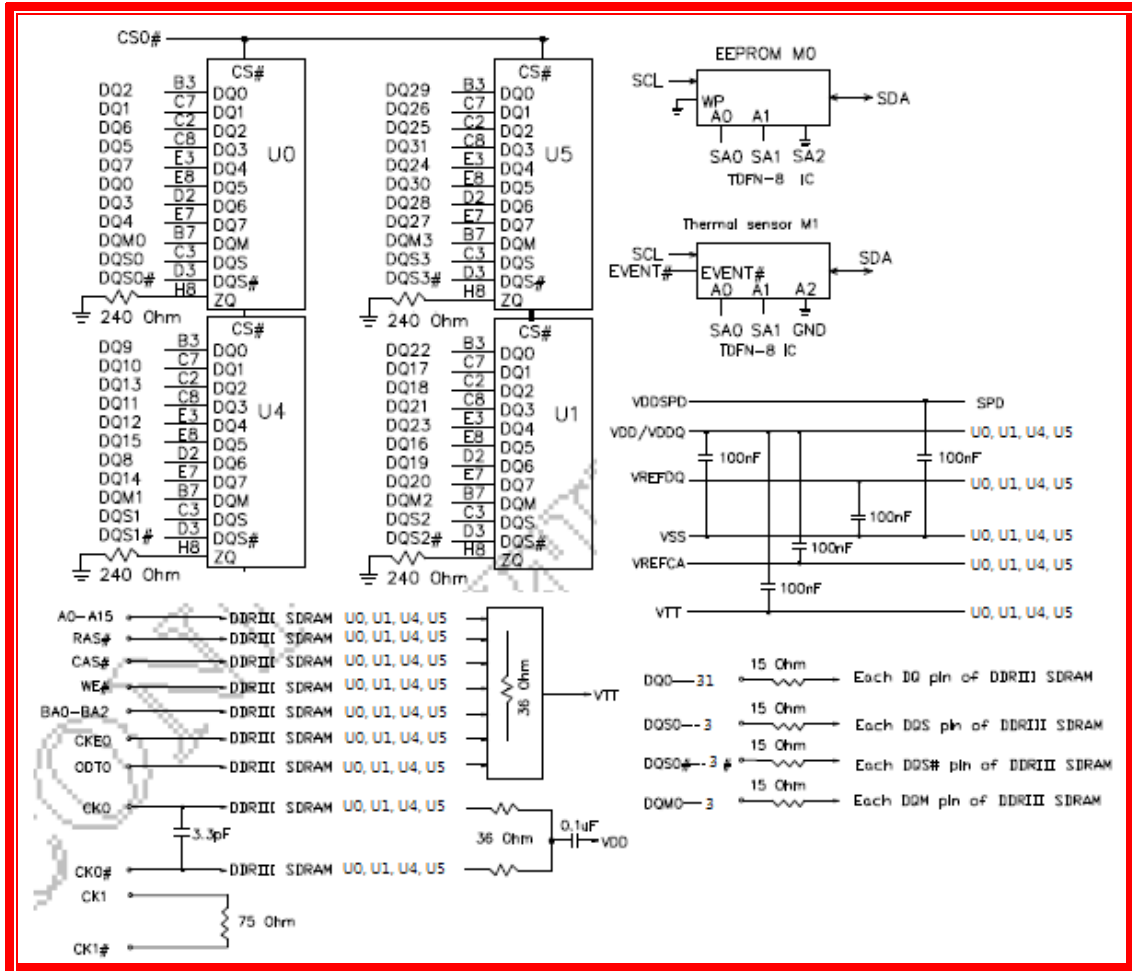 CS0#
CS#
DQ2 B3 DQ0
DQ1 C7 DQ1
DQ6 C2 DQ2
DQ5 C8 DQ3
DQ7 E3 DQ4
DQ0 E8 DQ5
DQ3 D2 DQ6
DQ4 E7 DQ7
DQM0 B7 DQM
DQS0 C3 DQS
DQS0# D3 DQS#
H8 ZQ
U0
240 Ohm
CS#
DQ29 B3 DQ0
DQ26 C7 DQ1
DQ25 C2 DQ2
DQ31 C8 DQ3
DQ24 E3 DQ4
DQ30 E8 DQ5
DQ28 D2 DQ6
DQ27 E7 DQ7
DQM3 B7 DQM
DQS3 C3 DQS
DQS3# D3 DQS#
H8 ZQ
U5
240 Ohm
CS#
DQ9 B3 DQ0
DQ10 C7 DQ1
DQ13 C2 DQ2
DQ11 C8 DQ3
DQ12 E3 DQ4
DQ15 E8 DQ5
DQ8 D2 DQ6
DQ14 E7 DQ7
DQM1 B7 DQM
DQS1 C3 DQS
DQS1# D3 DQS#
H8 ZQ
U4
240 Ohm
CS#
DQ22 B3 DQ0
DQ17 C7 DQ1
DQ18 C2 DQ2
DQ21 C8 DQ3
DQ23 E3 DQ4
DQ16 E8 DQ5
DQ19 D2 DQ6
DQ20 E7 DQ7
DQM2 B7 DQM
DQS2 C3 DQS
DQS2# D3 DQS#
H8 ZQ
U1
240 Ohm
EEPROM M0
SCL
WP
SDA
A0 A1
SA0 SA1 SA2
TDFN-8 IC
Thermal sensor M1
SCL
SDA
EVENT# EVENT#
A0 A1 A2
SA0 SA1 GND
TDFN-8 IC
VDDSPD SPD
VDD/VDDQ U0, U1, U4, U5
100nF 100nF
VREFDQ U0, U1, U4, U5
100nF
VSS U0, U1, U4, U5
100nF
VREFCA U0, U1, U4, U5
100nF
VTT U0, U1, U4, U5
A0-A15 DDRIII SDRAM U0, U1, U4, U5
RAS# DDRIII SDRAM U0, U1, U4, U5
CAS# DDRIII SDRAM U0, U1, U4, U5
WE# DDRIII SDRAM U0, U1, U4, U5
BA0-BA2 DDRIII SDRAM U0, U1, U4, U5
CKE0 DDRIII SDRAM U0, U1, U4, U5
ODT0 DDRIII SDRAM U0, U1, U4, U5
36 Ohm
VTT
CK0 DDRIII SDRAM U0, U1, U4, U5
3.3pF
36 Ohm
0.1uF
VDD
CK0# DDRIII SDRAM U0, U1, U4, U5
CK1
75 Ohm
CK1#
15 Ohm
DQ0—31 Each DQ pin of DDRIII SDRAM
15 Ohm
DQS0--3 Each DQS pin of DDRIII SDRAM
15 Ohm
DQS0#--3 # Each DQS# pin of DDRIII SDRAM
15 Ohm
DQM0—3 Each DQM pin of DDRIII SDRAM